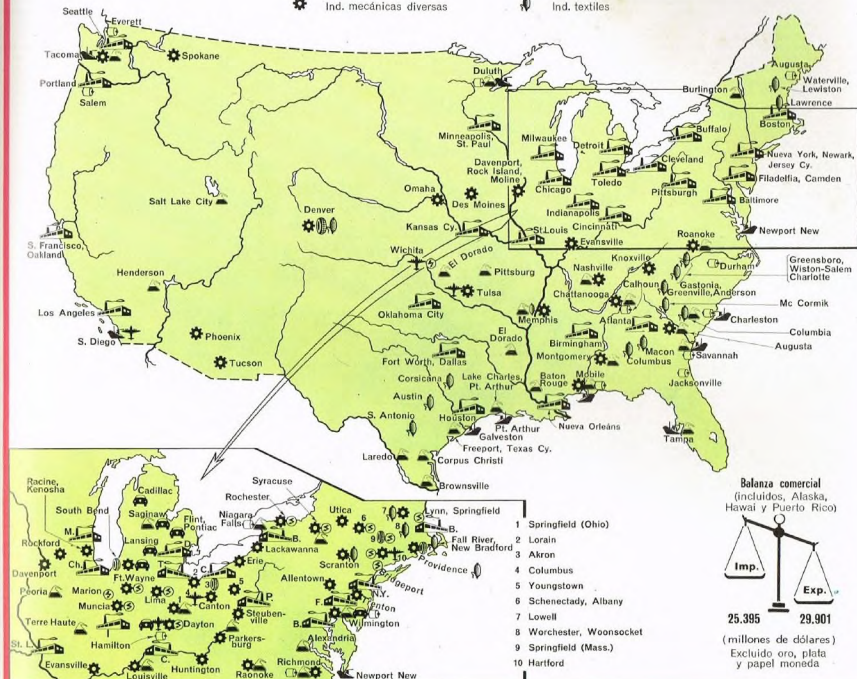 Ind. mecánicas diversas
Ind. textiles
Seattle
Everett
Tacoma
Spokane
Portland
Salem
Duluth
Minneapolis,
St. Paul
Burlington
Augusta
Waterville,
Lewiston
Lawrence
Boston
Milwaukee
Detroit
Buffalo
Cleveland
Nueva York, Newark,
Jersey Cy.
Davenport,
Rock Island,
Moline
Chicago
Toledo
Pittsburgh
Filadelfia, Camden
Salt Lake City
Omaha
Des Moines
Indianapolis
Cincinnati
Baltimore
Denver
Kansas Cy.
St.Louis
Evansville
Roanoke
Newport New
S. Francisco,
Oakland
Wichita
El Dorado
Pittsburg
Knoxville
Durham
Greensboro,
Wiston-Salem
Charlotte
Henderson
Nashville
Calhoun
Gastonia,
Greenville,Anderson
Tulsa
Chattanooga
Mc Cormik
Los Angeles
Oklahoma City
Memphis
Atlanta
Charleston
S. Diego
Phoenix
El
Dorado
Birmingham
Columbia
Augusta
Tucson
Fort Worth, Dallas
Montgomery
Macon
Columbus
Savannah
Corsicana
Lake Charles,
Pt. Arthur
Baton
Rouge
Mobile
Jacksonville
Austin
S. Antonio
Houston
Nueva Orleáns
Pt. Arthur
Galveston
Tampa
Freeport, Texas Cy.
Laredo
Corpus Christi
Brownsville
Racine,
Kenosha
Cadillac
Syracuse
Rochester
Utica
Lynn, Springfield
South Bend
Saginaw
Flint,
Pontiac
Niagara
Falls
B.
M.
Lansing
D.
B.
Fall River,
New Bradford
Rockford
Lackawanna
Providence
Davenport
Ch.
T.
C.
Erie
Scranton
Ft.Wayne
Allentown
Peoria
Marion
Lima
Canton
P.
N.Y.
Muncia
Steuben-
ville
F.
Terre Haute
Dayton
Parkers-
burg
B.
Wilmington
Hamilton
Alexandria
St. L.
C.
Evansville
Louisville
Huntington
Raonoke
Richmond
Newport New
1 Springfield (Ohio)
2 Lorain
3 Akron
4 Columbus
5 Youngstown
6 Schenectady, Albany
7 Lowell
8 Worchester, Woonsocket
9 Springfield (Mass.)
10 Hartford
Balanza comercial
(incluidos, Alaska,
Hawai y Puerto Rico)
Imp.
Exp.
25.395
29.901
(millones de dólares)
Excluido oro, plata
y papel moneda